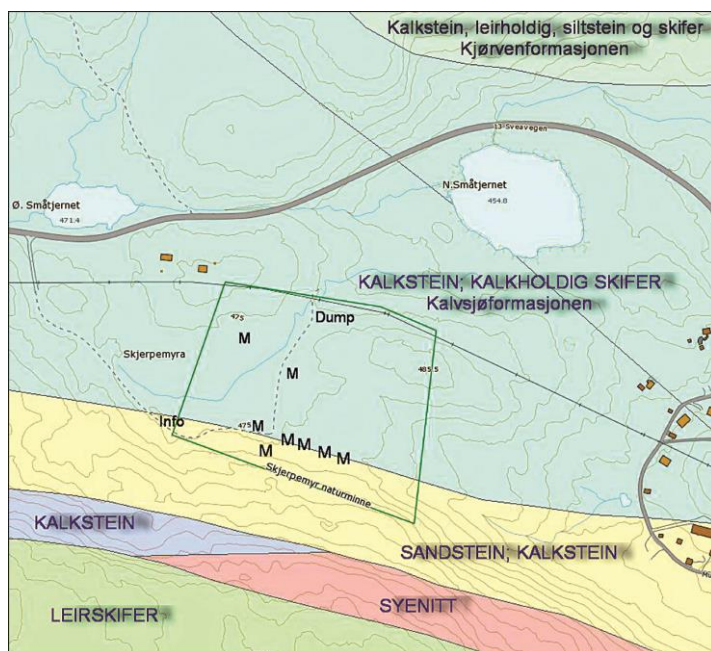 Kalkstein, leirholdig, siltstein og skifer
Kjørvenformasjonen
13-Sveavegen
Ø. Småtjernet
471.4
N.Småtjernet
454.8
KALKSTEIN; KALKHOLDIG SKIFER
Kalvsjøformasjonen
475
Dump
M
Skjerpemyra
M
485.5
Info
475
M
M
M
M
M
M
Skjerpemyr naturminne
KALKSTEIN
SANDSTEIN; KALKSTEIN
SYENITT
LEIRSKIFER